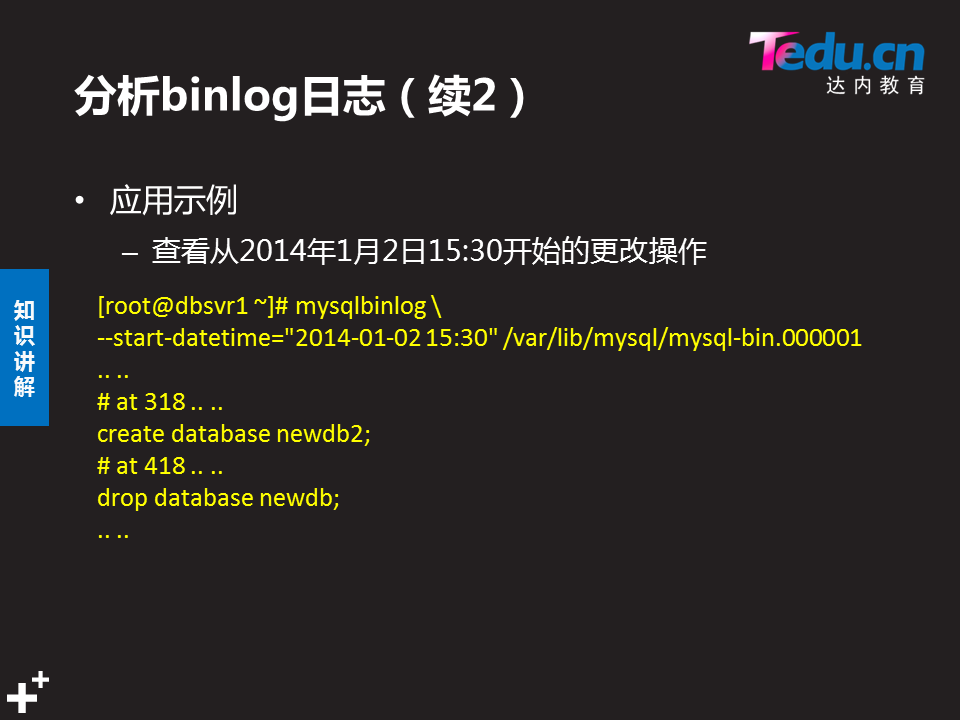 Tedu.cn
达内教育
分析binlog日志（续2）
• 应用示例
– 查看从2014年1月2日15:30开始的更改操作
知识讲解
[root@dbsvr1 ~]# mysqlbinlog \
--start-datetime="2014-01-02 15:30" /var/lib/mysql/mysql-bin.000001
.. ..
# at 318 .. ..
create database newdb2;
# at 418 .. ..
drop database newdb;
.. ..